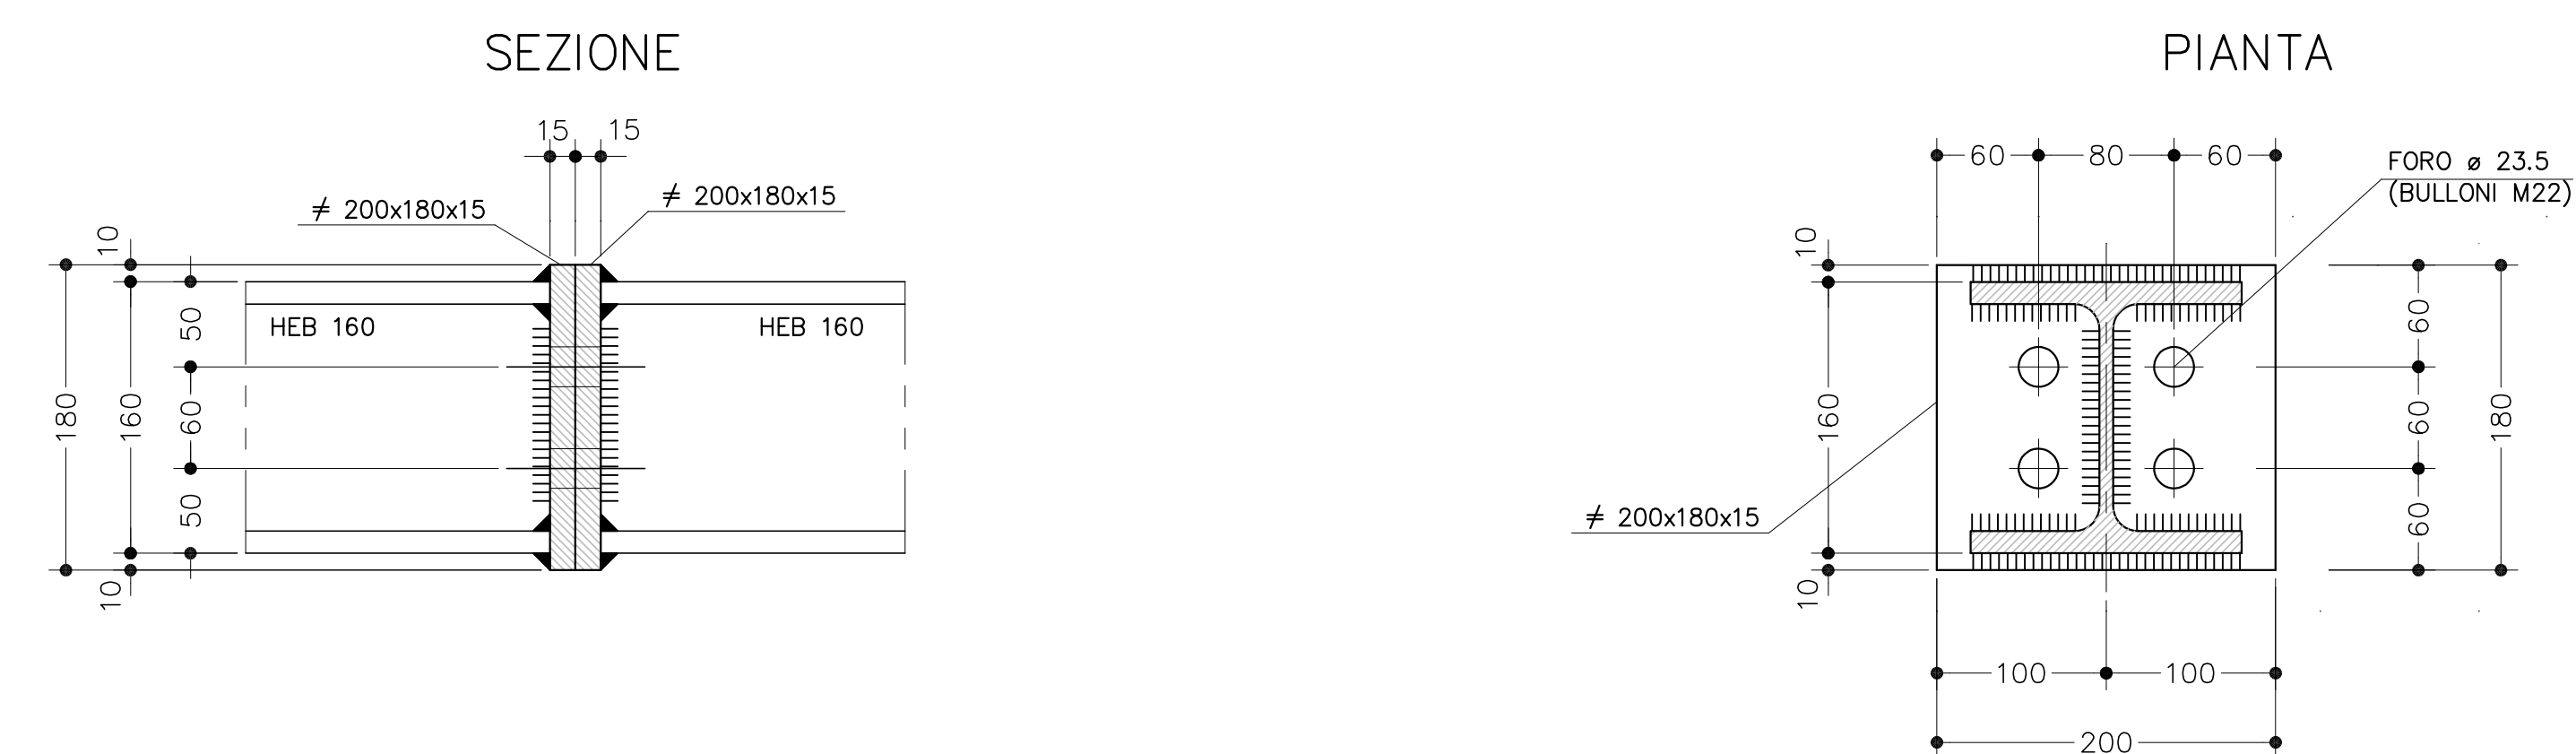 SEZIONE
PIANTA
15 15
≠ 200x180x15
≠ 200x180x15
10
180
160
50
60
50
10
HEB 160
HEB 160
60 80 60
FORO ø 23.5
(BULLONI M22)
10
160
10
≠ 200x180x15
60
60
60
180
100 100
200